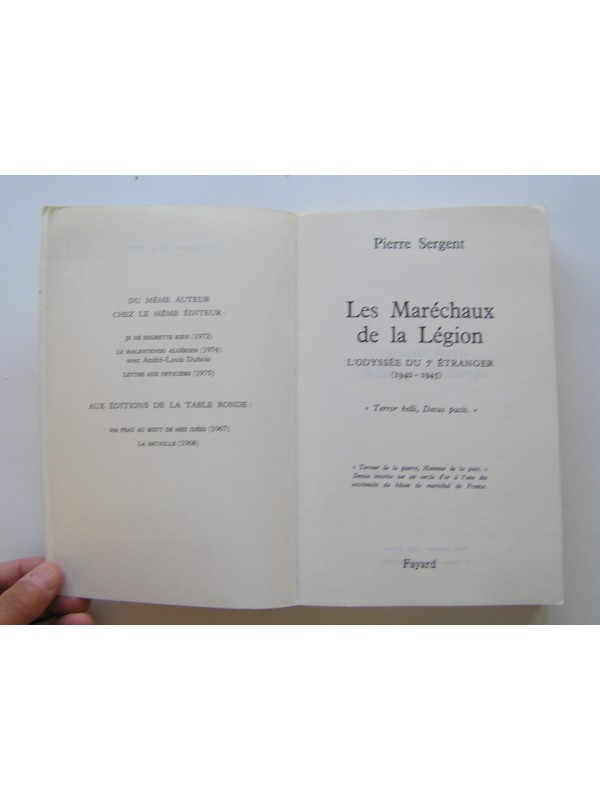 DU MÊME AUTEUR
CHEZ LE MÊME ÉDITEUR :
JE NE REGRETTE RIEN (1972)
LE MALENTENDU ALGÉRIEN (1974)
avec André-Louis Dubois
LETTRE AUX OFFICIERS (1975)
AUX ÉDITIONS DE LA TABLE RONDE :
MA PEAU AU BOUT DE MES IDÉES (1967)
LA BATAILLE (1968)
Pierre Sergent
Les Maréchaux
de la Légion
L'ODYSSÉE DU 5e ÉTRANGER
(1940 - 1945)
« Terror belli, Decus pacis. »
« Terreur de la guerre, Honneur de la paix. »
Devise inscrite sur un cercle d'or à l'une des
extrémités du bâton de maréchal de France.
Fayard